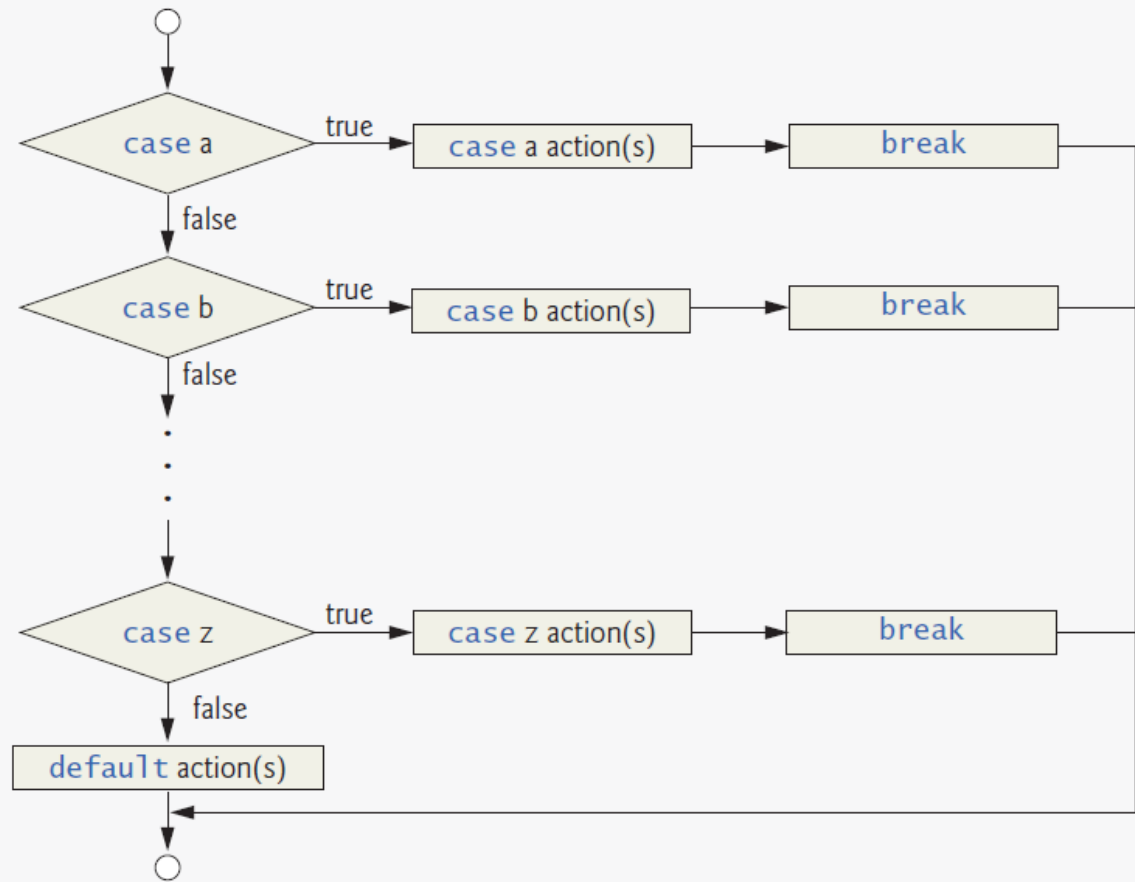 case a
true
case a action(s)
break
false
case b
true
case b action(s)
break
false
case z
true
case z action(s)
break
false
default action(s)